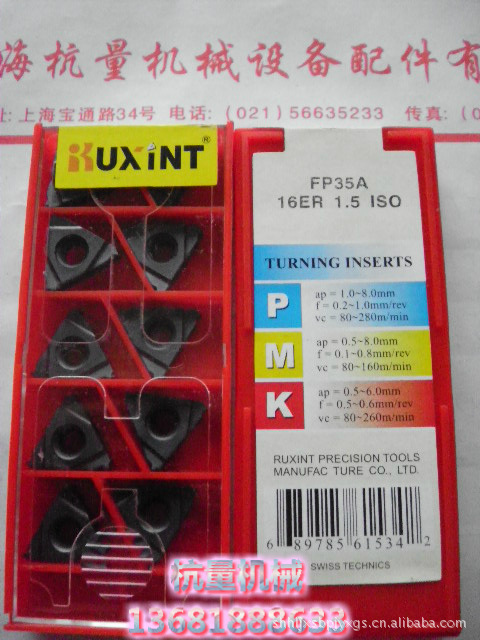 海杭量机械设备配件有
址:上海宝通路34号 电话:(021)56635233 传真:
RUXINT®
FP35A
16ER 1.5 ISO
TURNING INSERTS
P
ap = 1.0~8.0mm
f = 0.2~1.0mm/rev
vc = 80~280m/min
M
ap = 0.5~8.0mm
f = 0.1~0.8mm/rev
vc = 80~160m/min
K
ap = 0.5~6.0mm
f = 0.5~0.6mm/rev
vc = 80~260m/min
RUXINT PRECISION TOOLS
MANUFAC TURE CO., LTD.
6 89785 61534 2
SWISS TECHNICS
杭量机械
13681888633